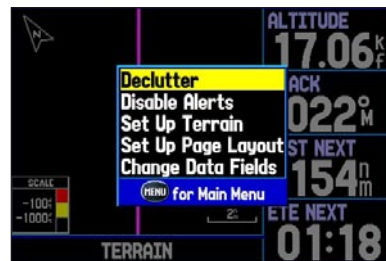 ALTITUDE
17.06 k f
ACK
022° M
ST NEXT
154 n m
ETE NEXT
01:18
Declutter
Disable Alerts
Set Up Terrain
Set Up Page Layout
Change Data Fields
MENU for Main Menu
SCALE
-100
-1000
TERRAIN